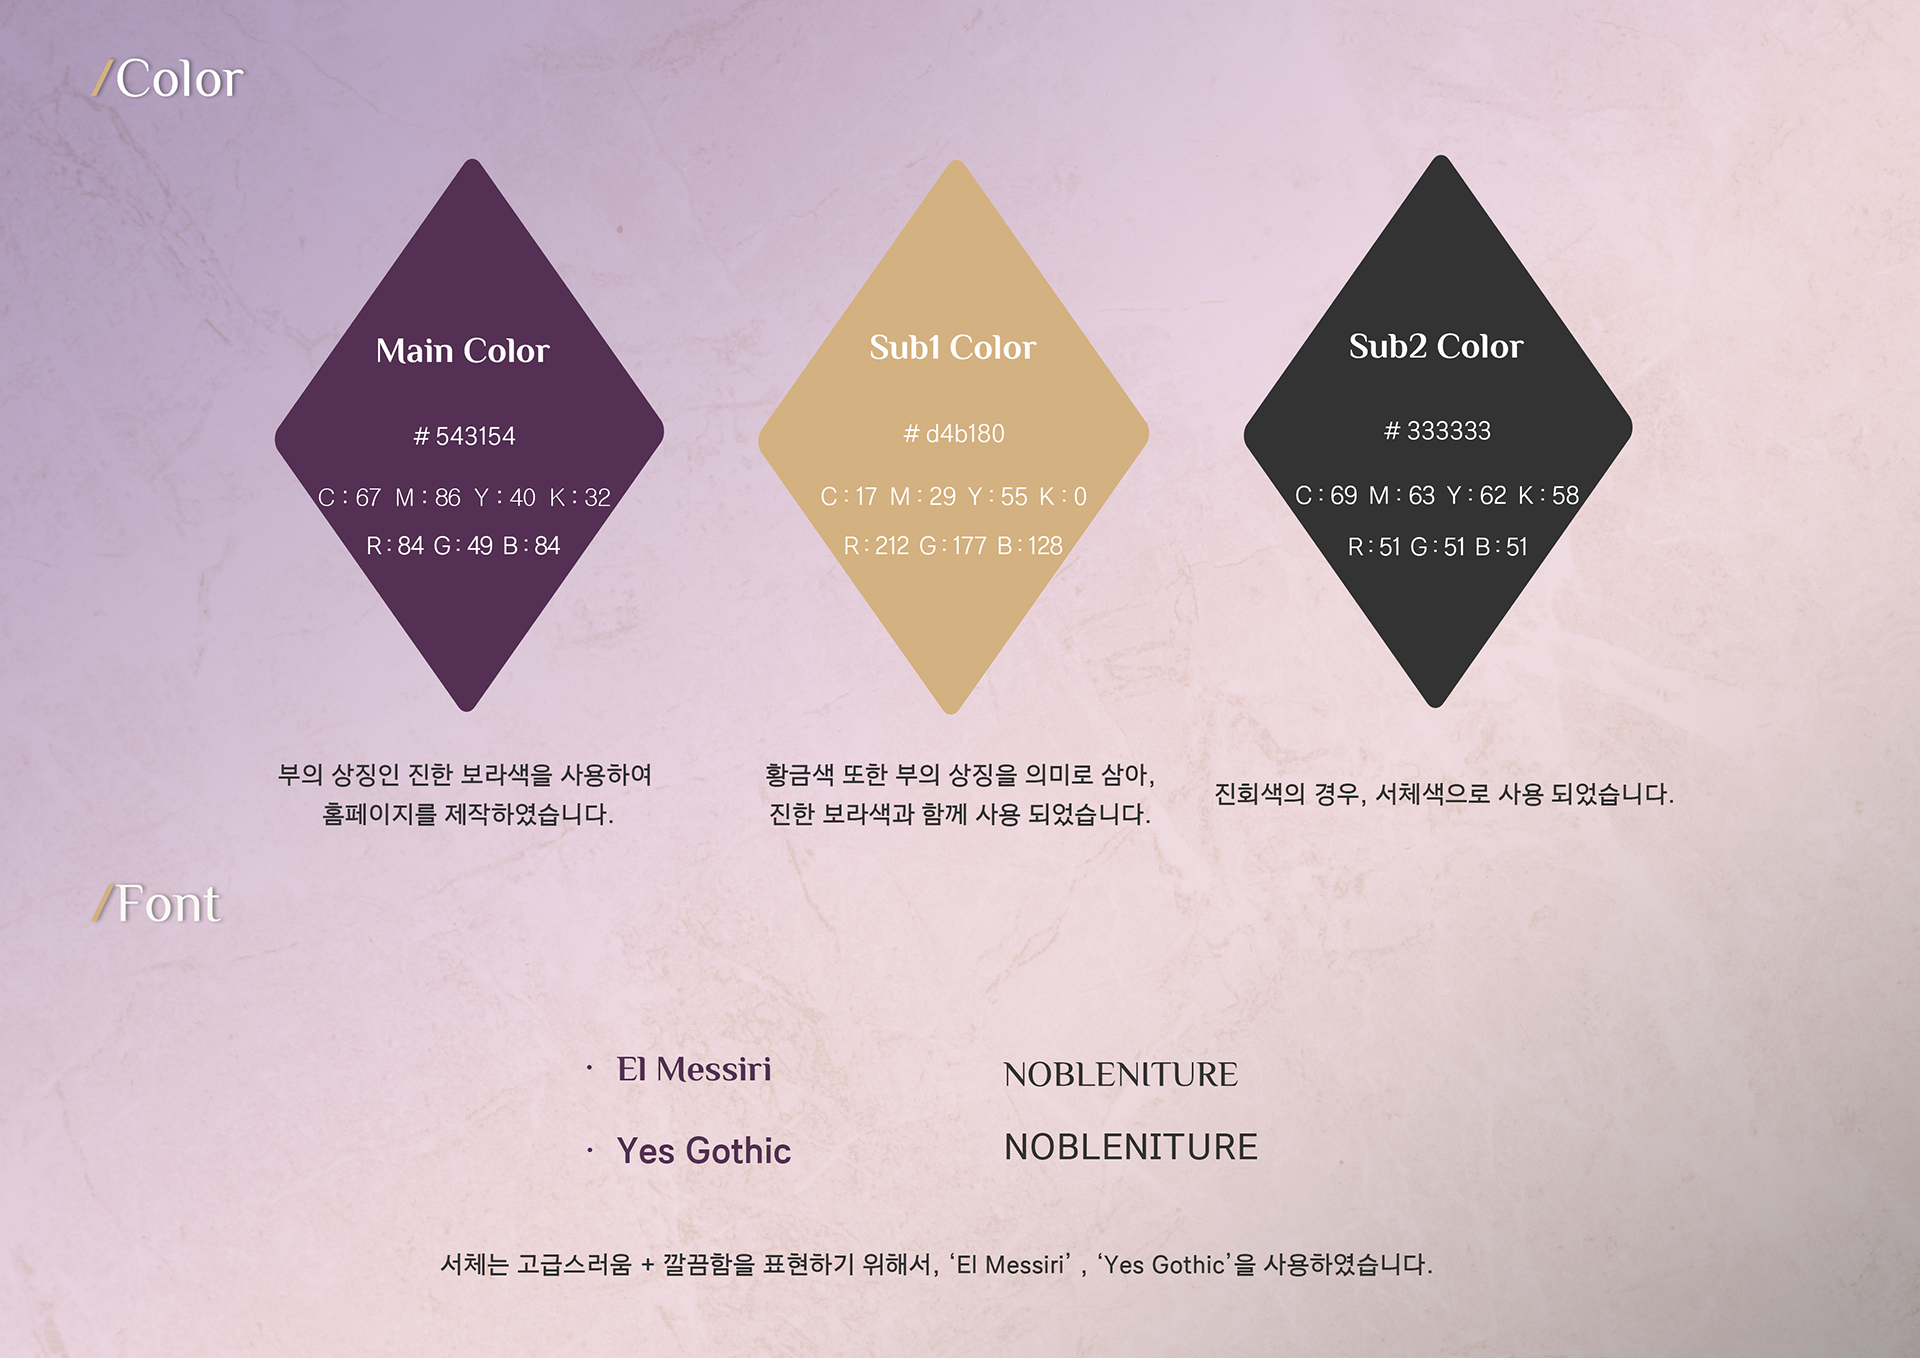 /Color
Main Color
# 543154
C : 67 M : 86 Y : 40 K : 32
R : 84 G : 49 B : 84
부의 상징인 진한 보라색을 사용하여
홈페이지를 제작하였습니다.
Sub1 Color
# d4b180
C : 17 M : 29 Y : 55 K : 0
R : 212 G : 177 B : 128
황금색 또한 부의 상징을 의미로 삼아,
진한 보라색과 함께 사용 되었습니다.
Sub2 Color
# 333333
C : 69 M : 63 Y : 62 K : 58
R : 51 G : 51 B : 51
진회색의 경우, 서체색으로 사용 되었습니다.
/Font
· El Messiri NOBLENITURE
· Yes Gothic NOBLENITURE
서체는 고급스러움 + 깔끔함을 표현하기 위해서, ‘El Messiri’ , ‘Yes Gothic’을 사용하였습니다.